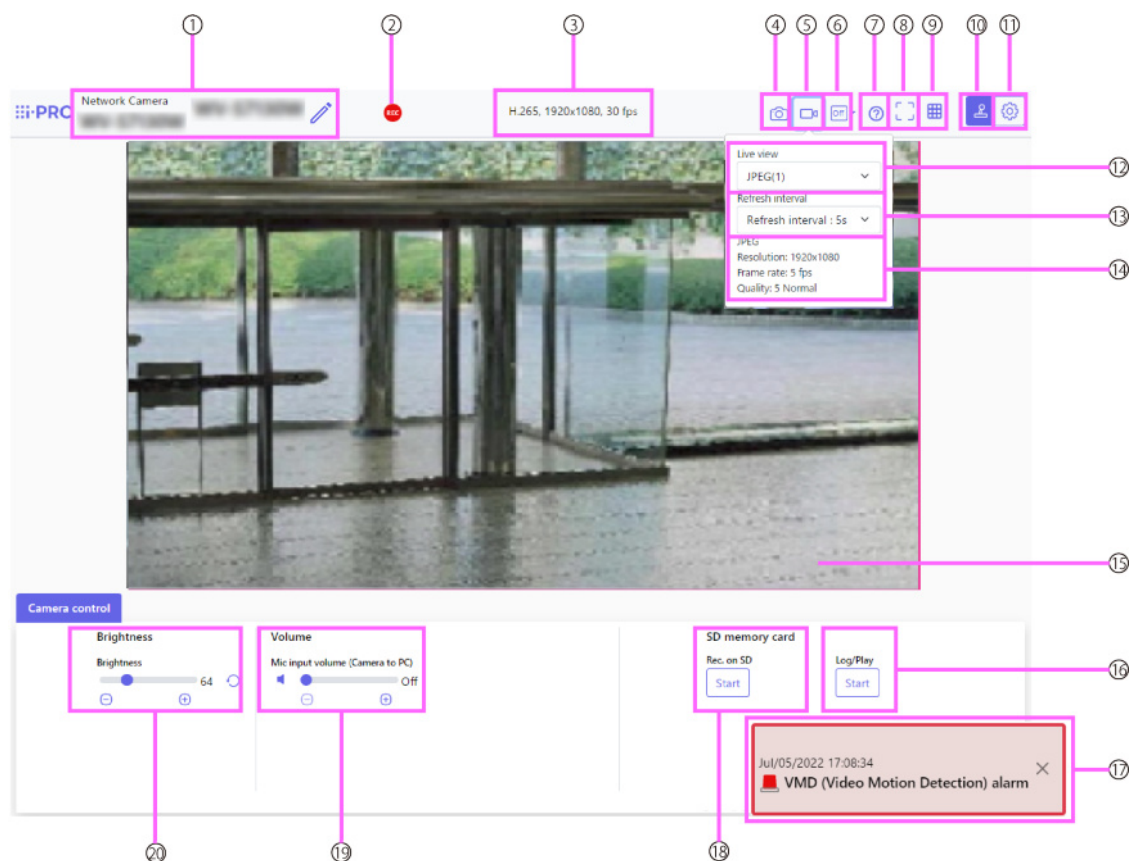 ① ② ③ ④ ⑤ ⑥ ⑦ ⑧ ⑨ ⑩ ⑪
i-PRO
Network Camera
REC
H.265, 1920x1080, 30 fps
Off
Live view
JPEG(1)
⑫
Refresh interval
Refresh interval : 5s
⑬
JPEG
Resolution: 1920x1080
Frame rate: 5 fps
Quality: 5 Normal
⑭
⑮
Camera control
Brightness
Brightness
64
Volume
Mic input volume (Camera to PC)
Off
SD memory card
Rec. on SD
Start
Log/Play
Start
⑯
Jul/05/2022 17:08:34
VMD (Video Motion Detection) alarm
⑰
⑳ ⑲ ⑱